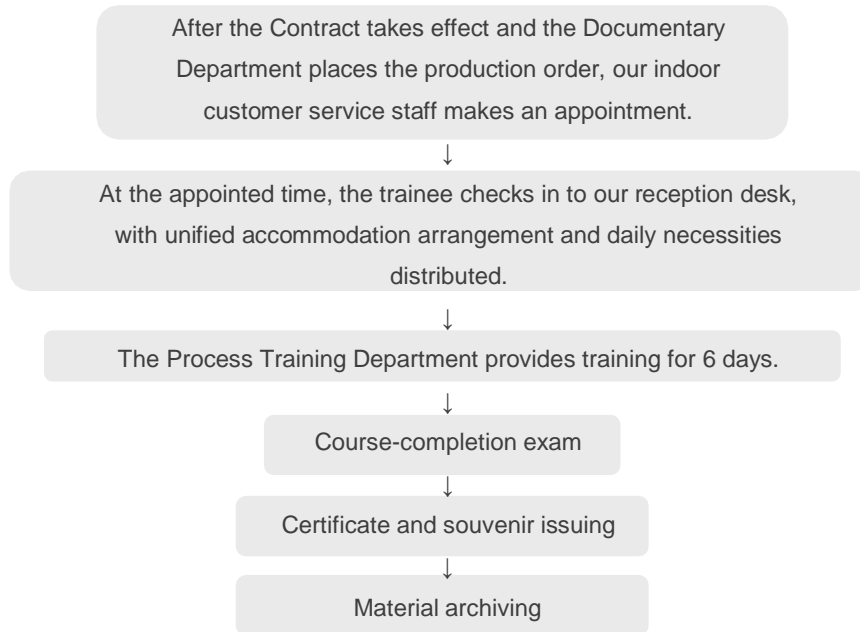 After the Contract takes effect and the Documentary
Department places the production order, our indoor
customer service staff makes an appointment.
↓
At the appointed time, the trainee checks in to our reception desk,
with unified accommodation arrangement and daily necessities
distributed.
↓
The Process Training Department provides training for 6 days.
↓
Course-completion exam
↓
Certificate and souvenir issuing
↓
Material archiving